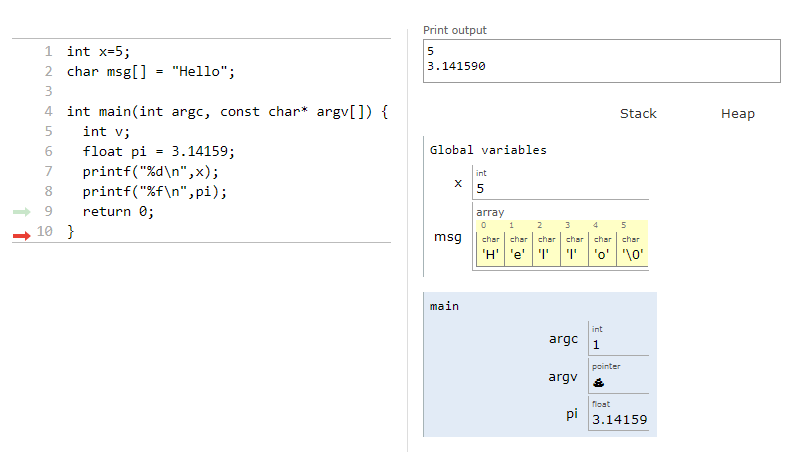 1 int x=5;
2 char msg[] = "Hello";
3
4 int main(int argc, const char* argv[]) {
5   int v;
6   float pi = 3.14159;
7   printf("%d\n",x);
8   printf("%f\n",pi);
9   return 0;
10 }
Print output
5
3.141590
Stack Heap
Global variables
int
x 5
array
0 1 2 3 4 5
char char char char char char
msg 'H' 'e' 'l' 'l' 'o' '\0'
main
int
argc 1
pointer
argv
float
pi 3.14159